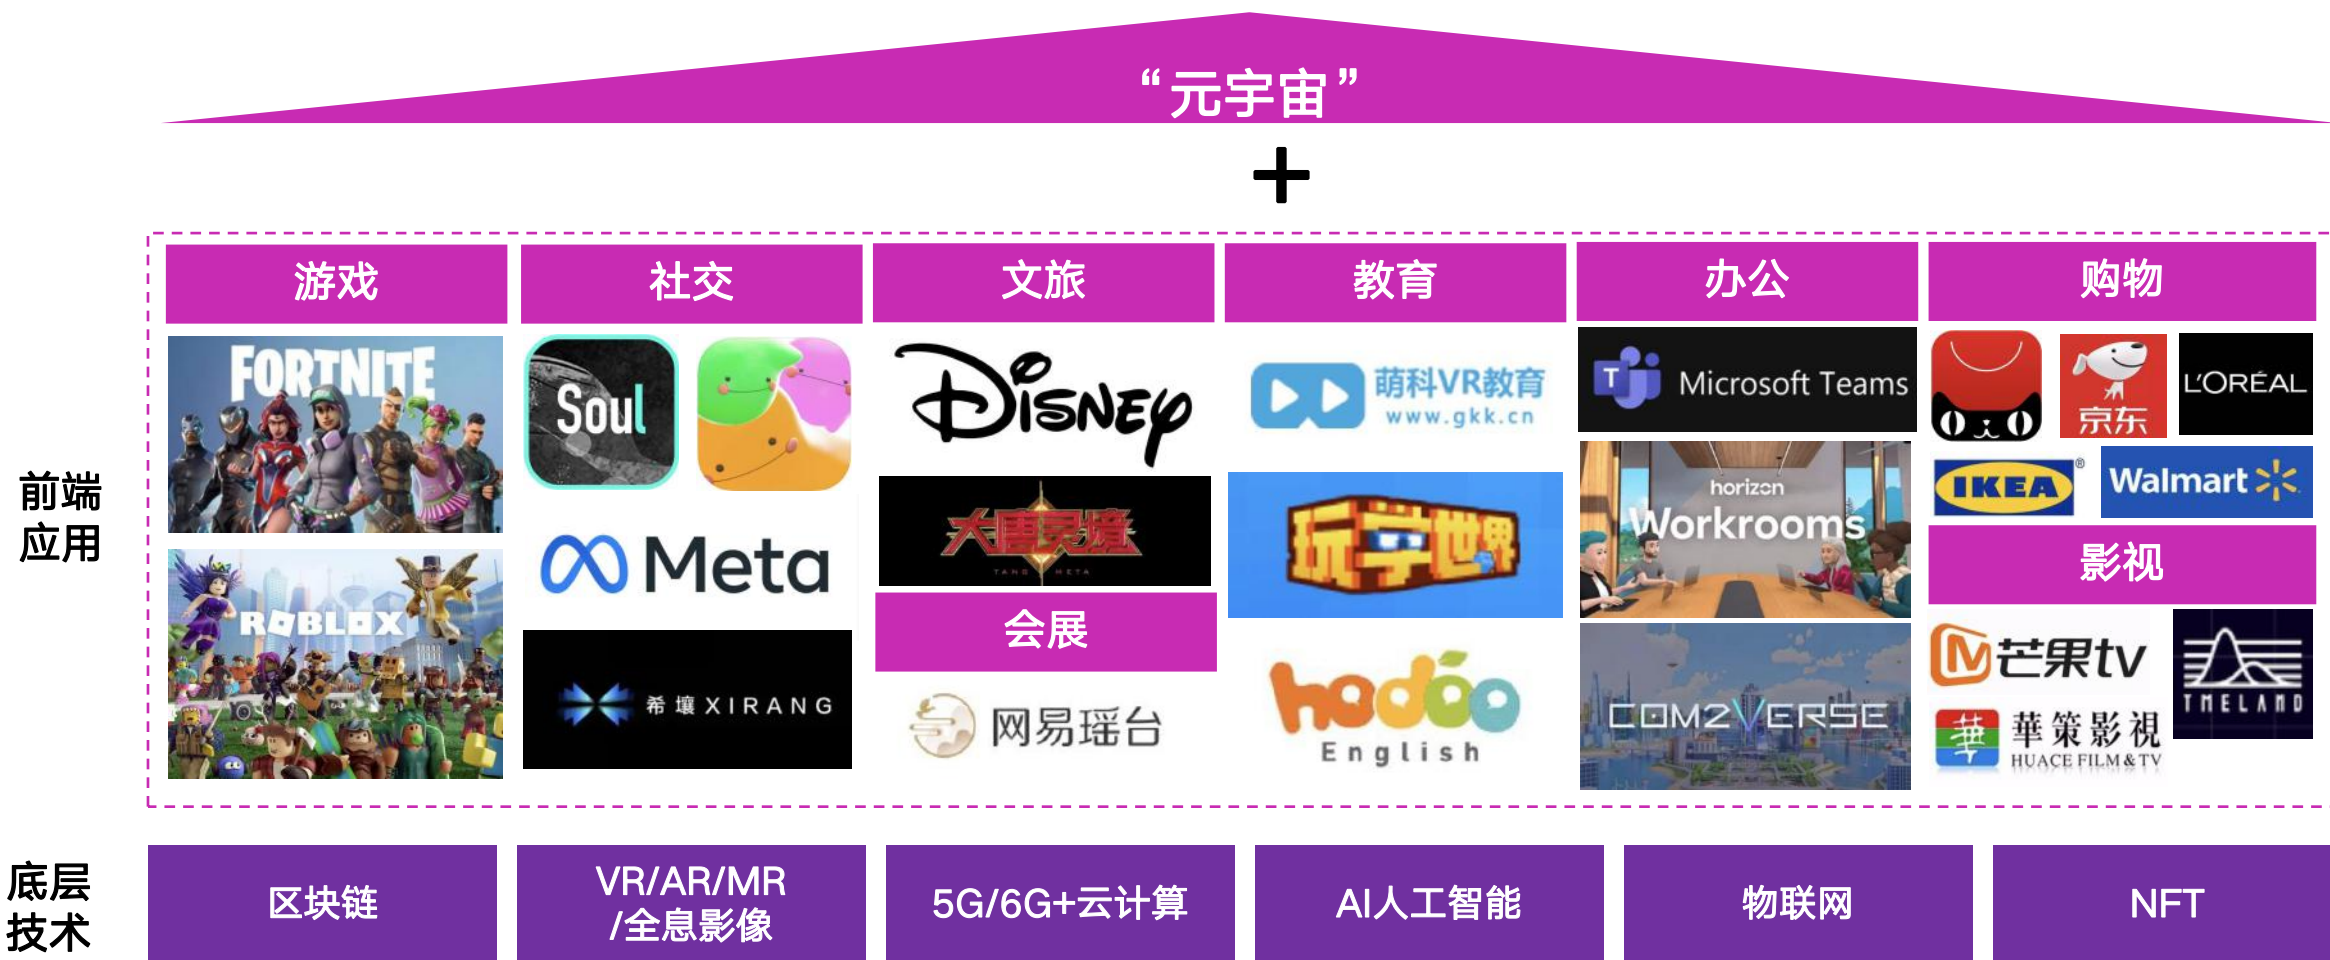 “元宇宙”
+
前端
应用
游戏
社交
文旅
教育
办公
购物
FORTNITE
ROBLOX
Soul
Meta
希壤 XIRANG
DISNEY
大唐灵境
TANG META
会展
网易瑶台
萌科VR教育
www.gkk.cn
玩学世界
hodoo
English
T
Microsoft Teams
horizon
Workrooms
COM2VERSE
京东
L'ORÉAL
IKEA®
Walmart
影视
芒果tv
TMELAND
華
華策影視
HUACE FILM & TV
底层
技术
区块链
VR/AR/MR
/全息影像
5G/6G+云计算
AI人工智能
物联网
NFT